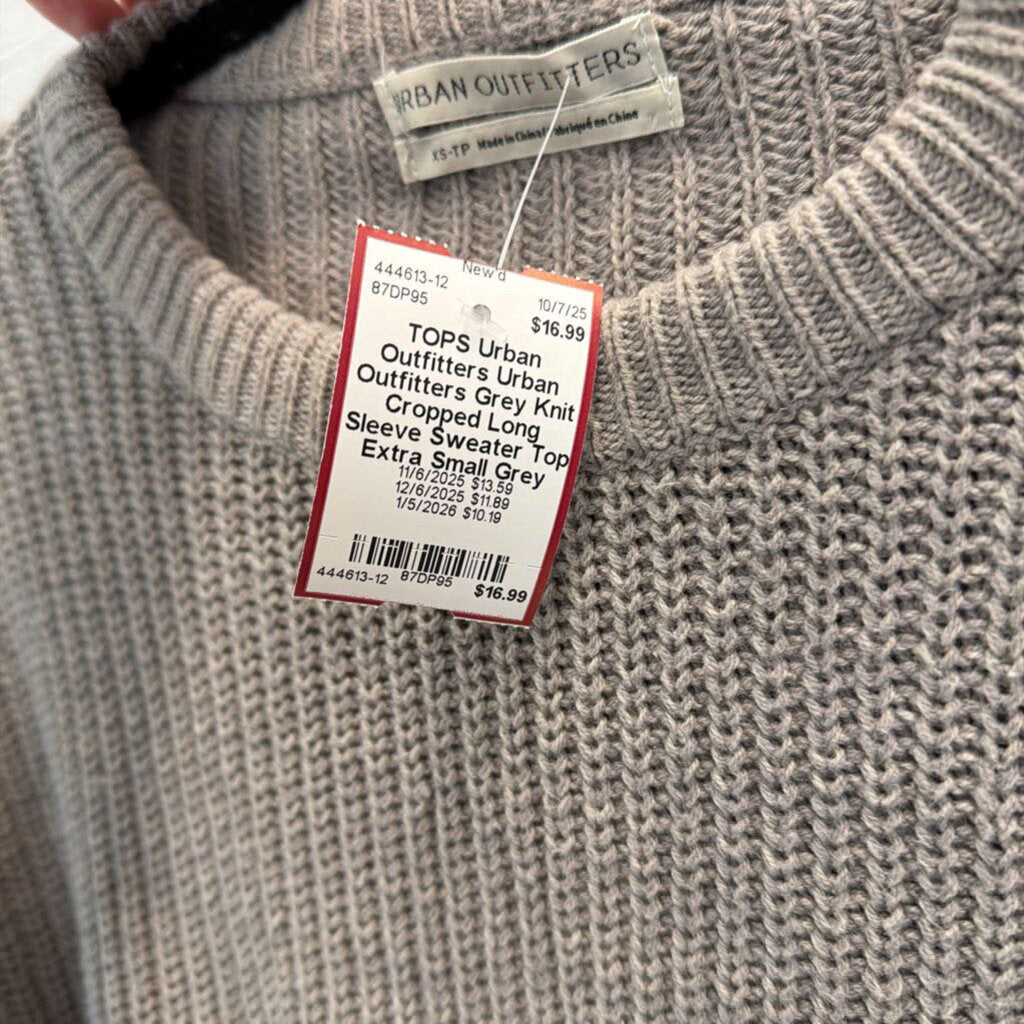 URBAN OUTFITTERS
XS-TP Made in China/Fabriqué en Chine
New'd
444613-12
87DP95
10/7/25
$16.99
TOPS Urban
Outfitters Urban
Outfitters Grey Knit
Cropped Long
Sleeve Sweater Top
Extra Small Grey
11/6/2025 $13.59
12/6/2025 $11.89
1/5/2026 $10.19
444613-12 87DP95 $16.99